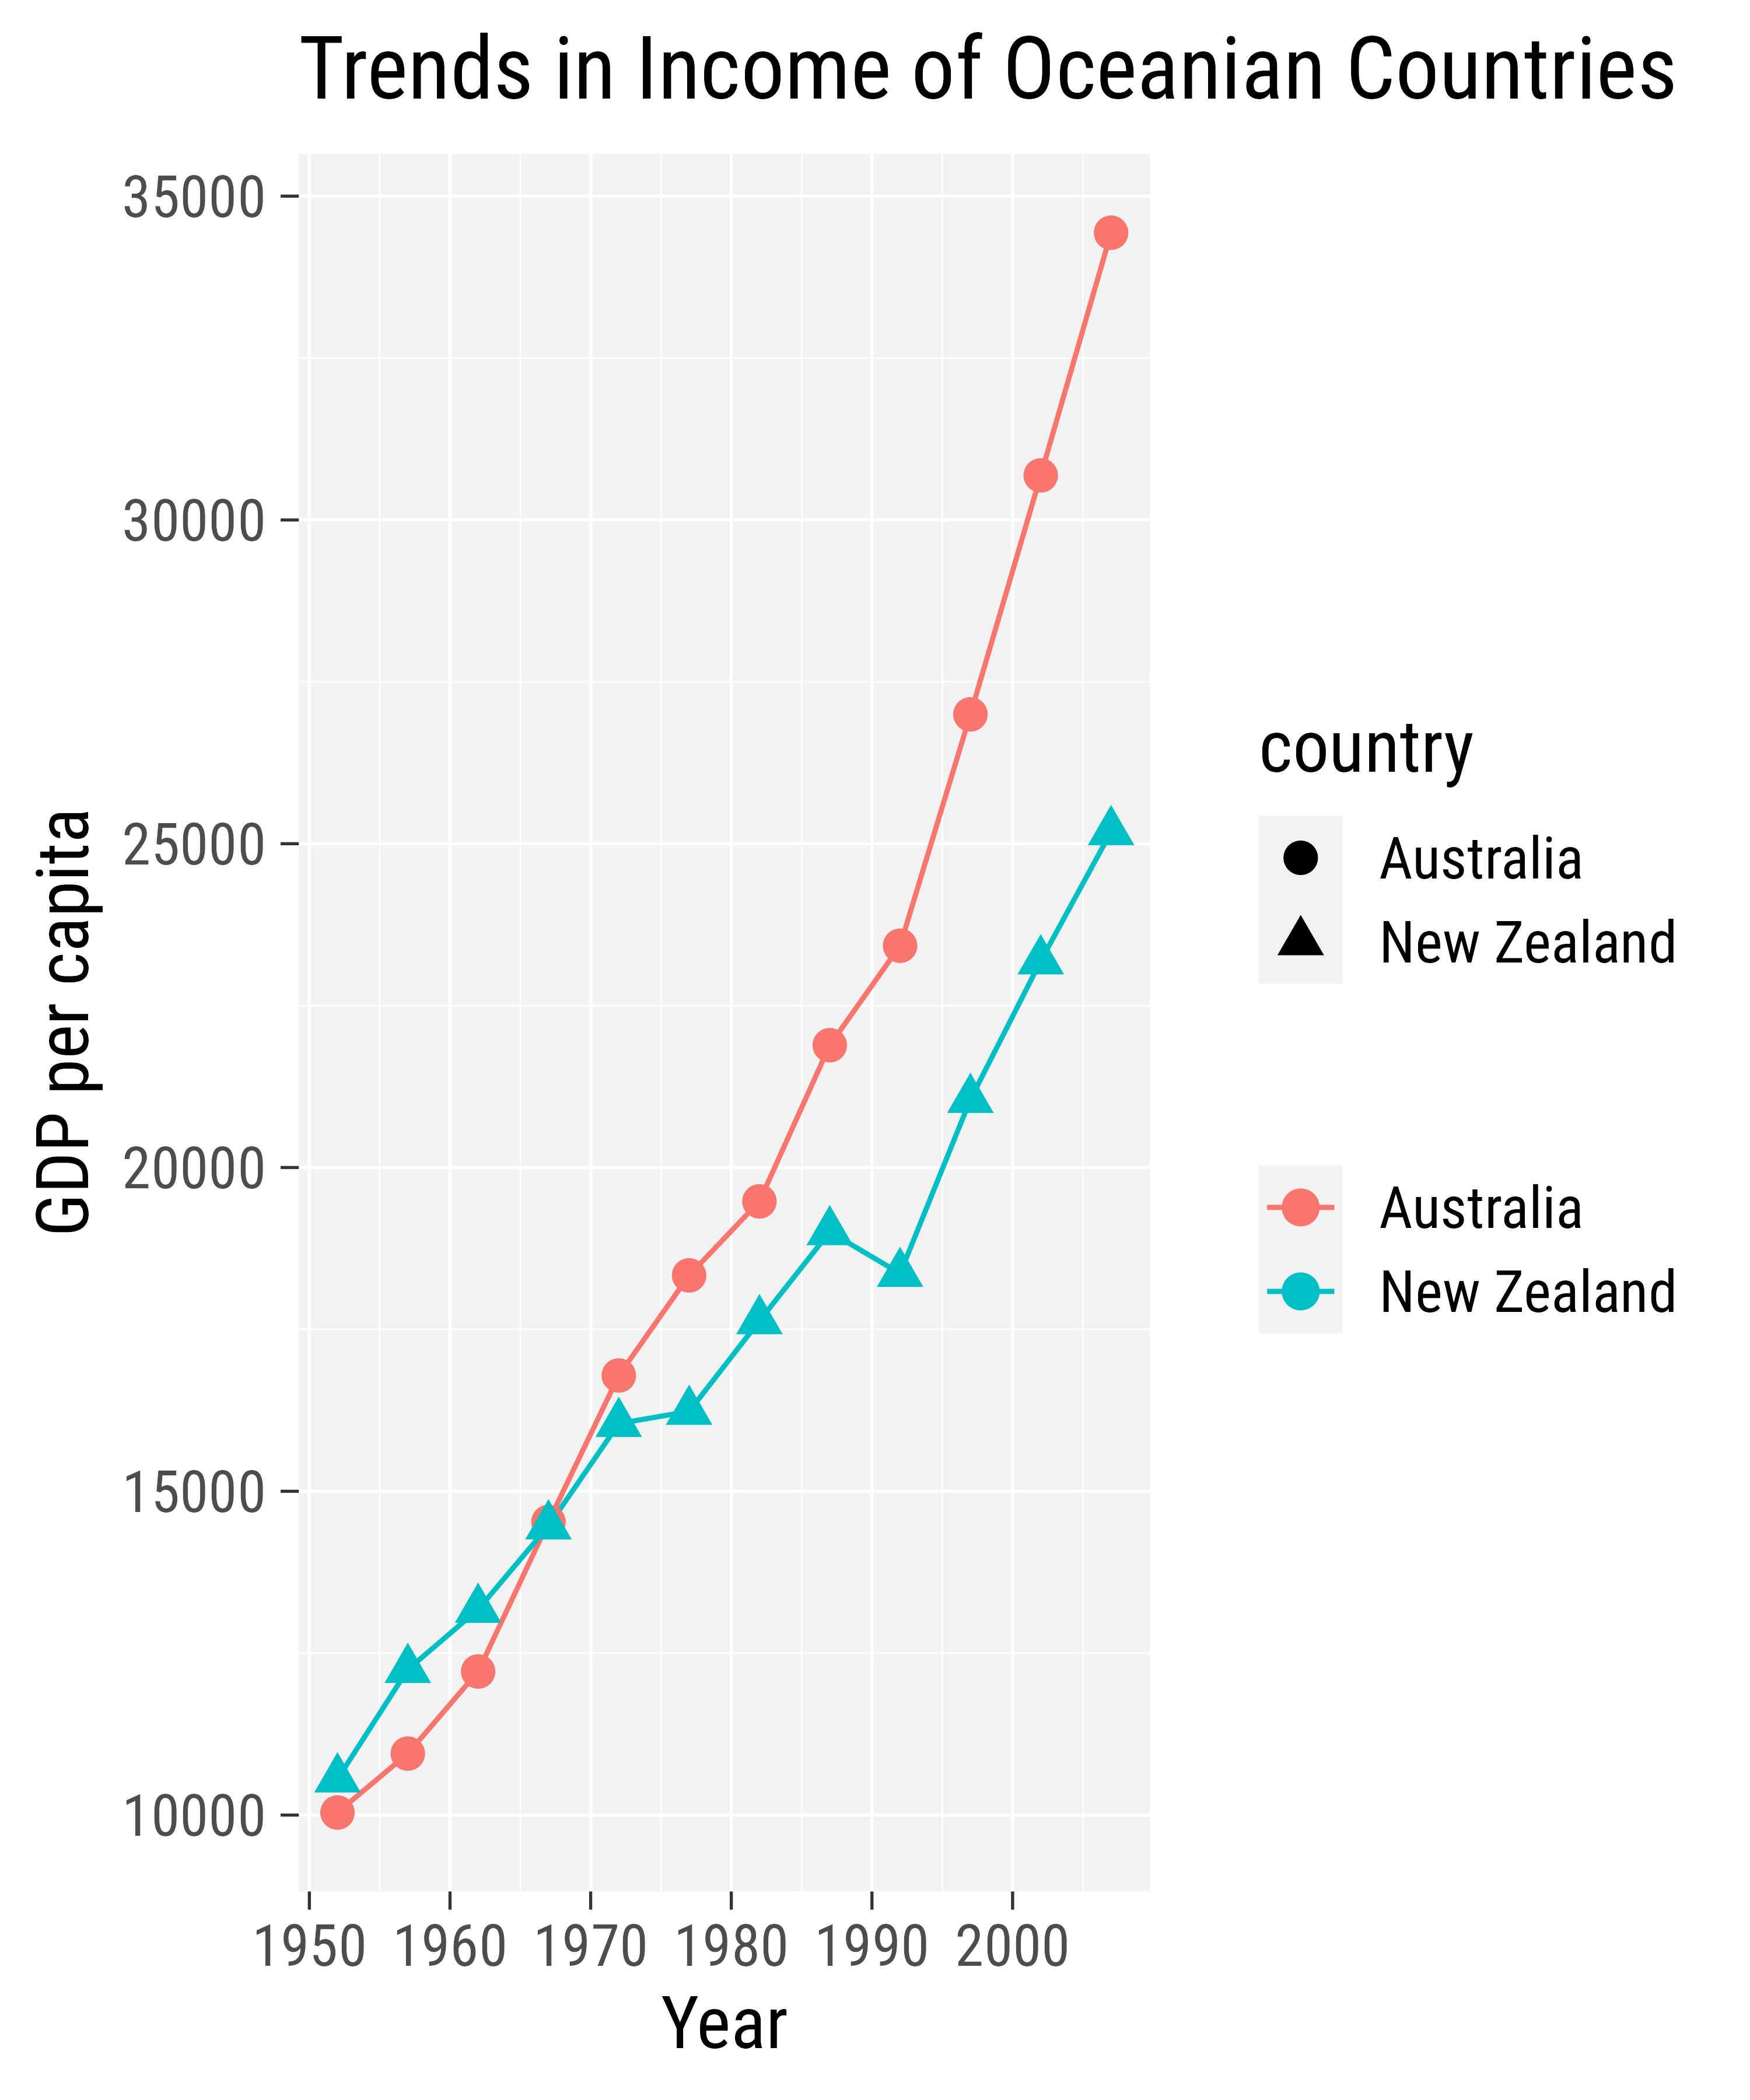 Trends in Income of Oceanian Countries
35000
30000
25000
20000
15000
10000
GDP per capita
1950 1960 1970 1980 1990 2000
Year
country
Australia
New Zealand
Australia
New Zealand